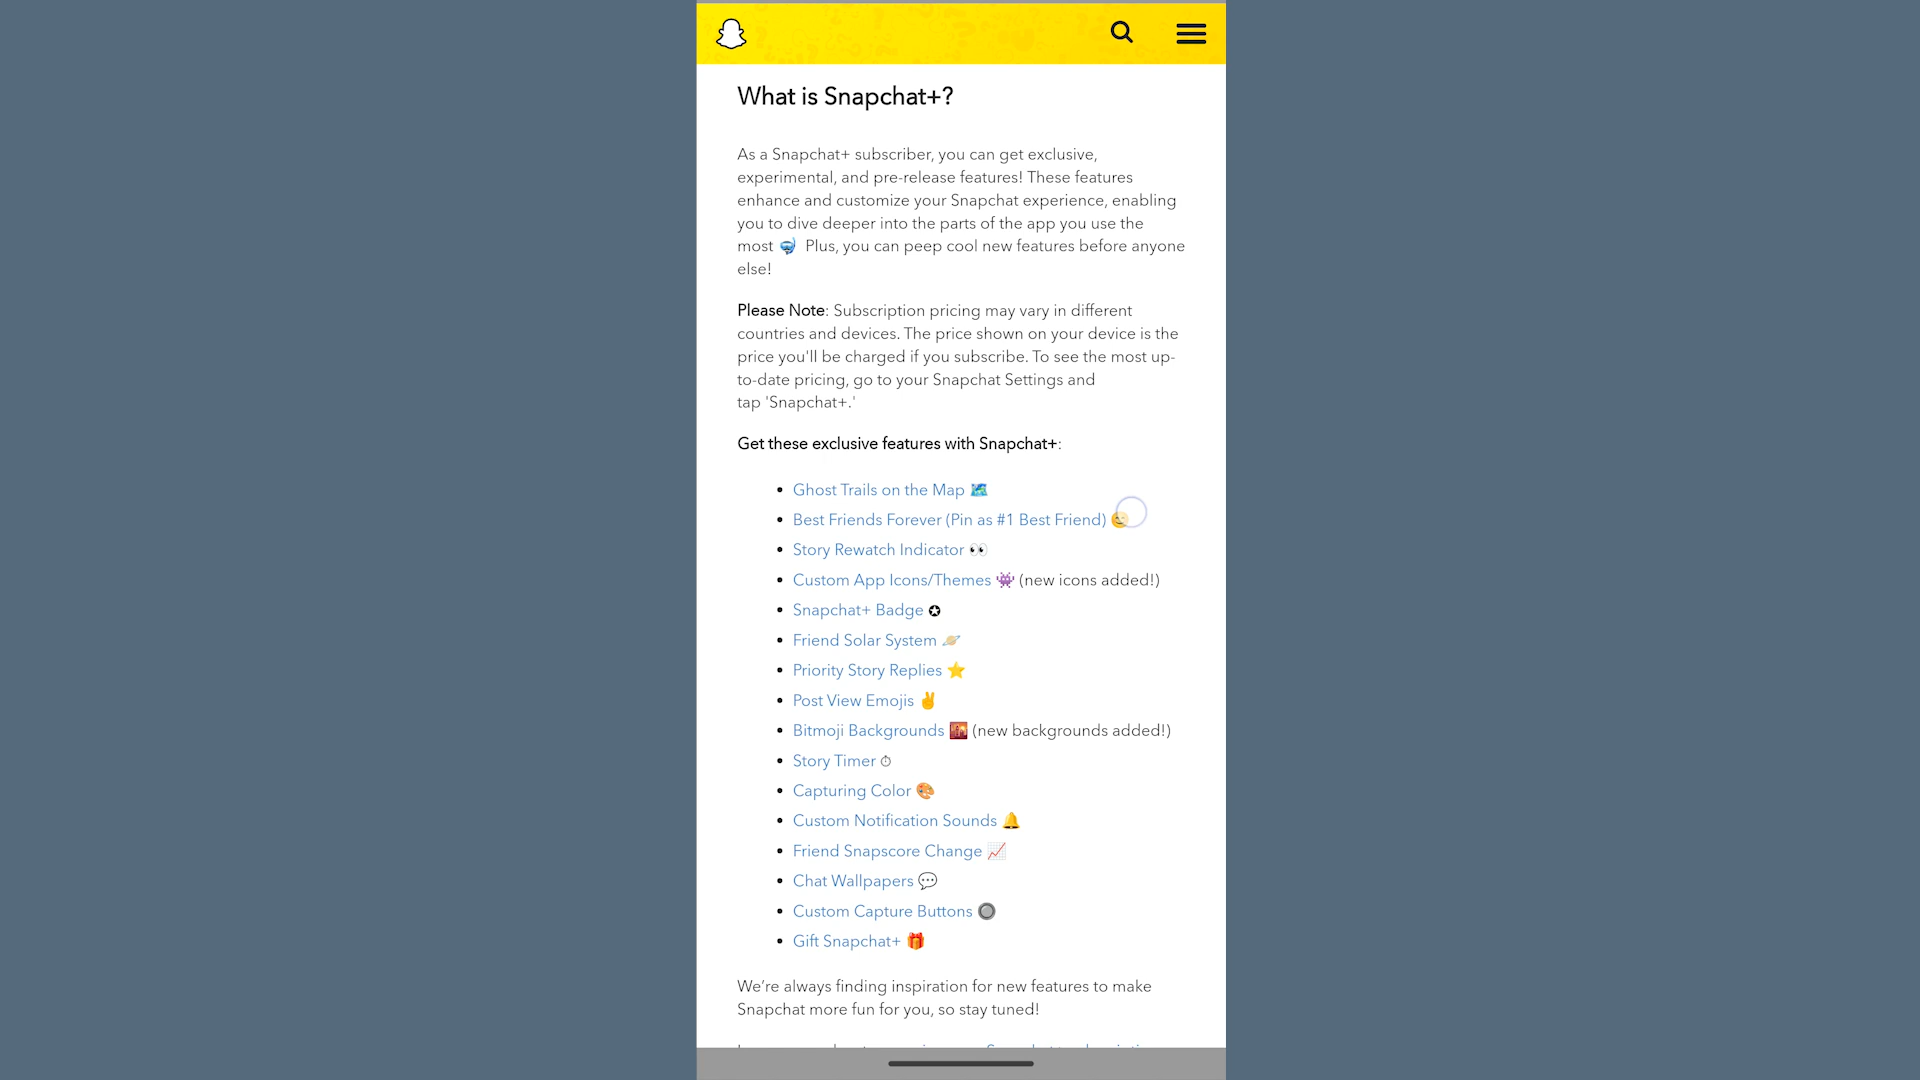 What is Snapchat+?
As a Snapchat+ subscriber, you can get exclusive,
experimental, and pre-release features! These features
enhance and customize your Snapchat experience, enabling
you to dive deeper into the parts of the app you use the
most 🤿 Plus, you can peep cool new features before anyone
else!
Please Note: Subscription pricing may vary in different
countries and devices. The price shown on your device is the
price you'll be charged if you subscribe. To see the most up-
to-date pricing, go to your Snapchat Settings and
tap 'Snapchat+.'
Get these exclusive features with Snapchat+:
• Ghost Trails on the Map 🗺️
• Best Friends Forever (Pin as #1 Best Friend) 😊
• Story Rewatch Indicator 👀
• Custom App Icons/Themes 👾 (new icons added!)
• Snapchat+ Badge ✪
• Friend Solar System 🪐
• Priority Story Replies ⭐
• Post View Emojis ✌️
• Bitmoji Backgrounds 🌇 (new backgrounds added!)
• Story Timer ⏱
• Capturing Color 🎨
• Custom Notification Sounds 🔔
• Friend Snapscore Change 📈
• Chat Wallpapers 💬
• Custom Capture Buttons 🔘
• Gift Snapchat+ 🎁
We’re always finding inspiration for new features to make
Snapchat more fun for you, so stay tuned!